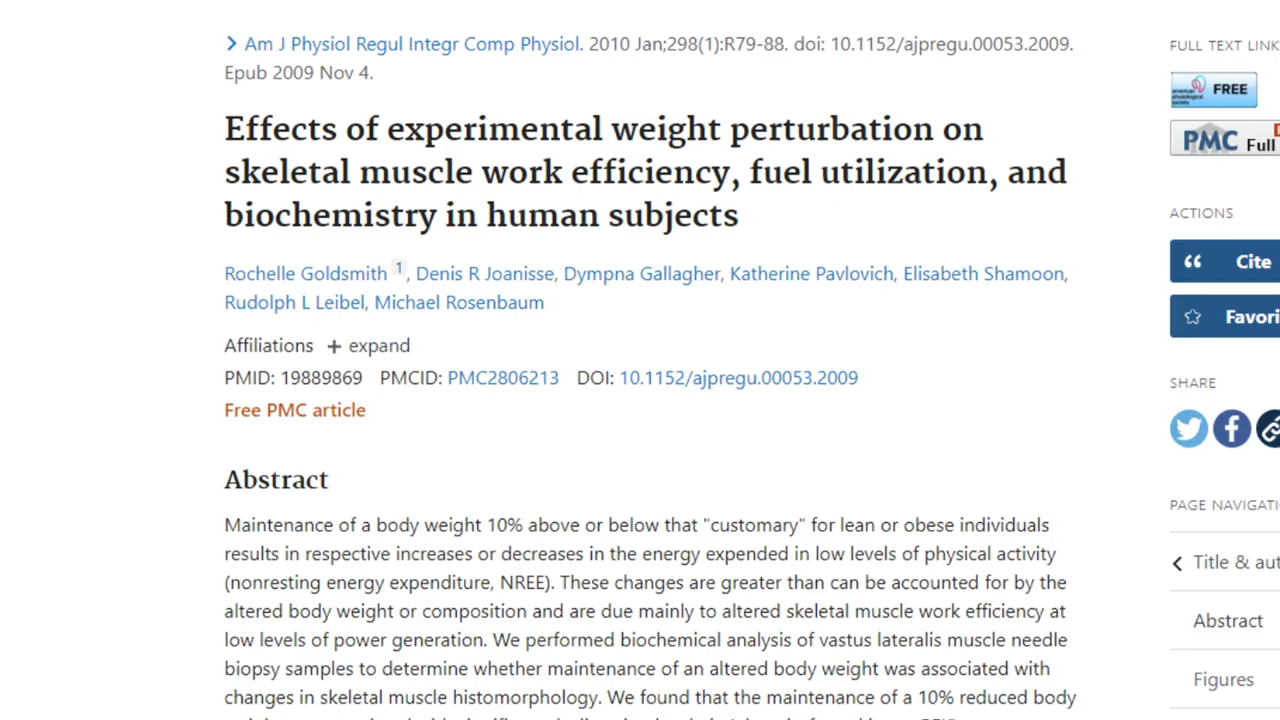 Am J Physiol Regul Integr Comp Physiol. 2010 Jan;298(1):R79-88. doi: 10.1152/ajpregu.00053.2009.
Epub 2009 Nov 4.
Effects of experimental weight perturbation on
skeletal muscle work efficiency, fuel utilization, and
biochemistry in human subjects
Rochelle Goldsmith 1, Denis R Joanisse, Dympna Gallagher, Katherine Pavlovich, Elisabeth Shamoon,
Rudolph L Leibel, Michael Rosenbaum
Affiliations + expand
PMID: 19889869 PMCID: PMC2806213 DOI: 10.1152/ajpregu.00053.2009
Free PMC article
Abstract
Maintenance of a body weight 10% above or below that "customary" for lean or obese individuals
results in respective increases or decreases in the energy expended in low levels of physical activity
(nonresting energy expenditure, NREE). These changes are greater than can be accounted for by the
altered body weight or composition and are due mainly to altered skeletal muscle work efficiency at
low levels of power generation. We performed biochemical analysis of vastus lateralis muscle needle
biopsy samples to determine whether maintenance of an altered body weight was associated with
changes in skeletal muscle histomorphology. We found that the maintenance of a 10% reduced body
FULL TEXT LINK
american physiological society FREE
PMC Full
ACTIONS
Cite
Favori
SHARE
PAGE NAVIGATI
Title & aut
Abstract
Figures